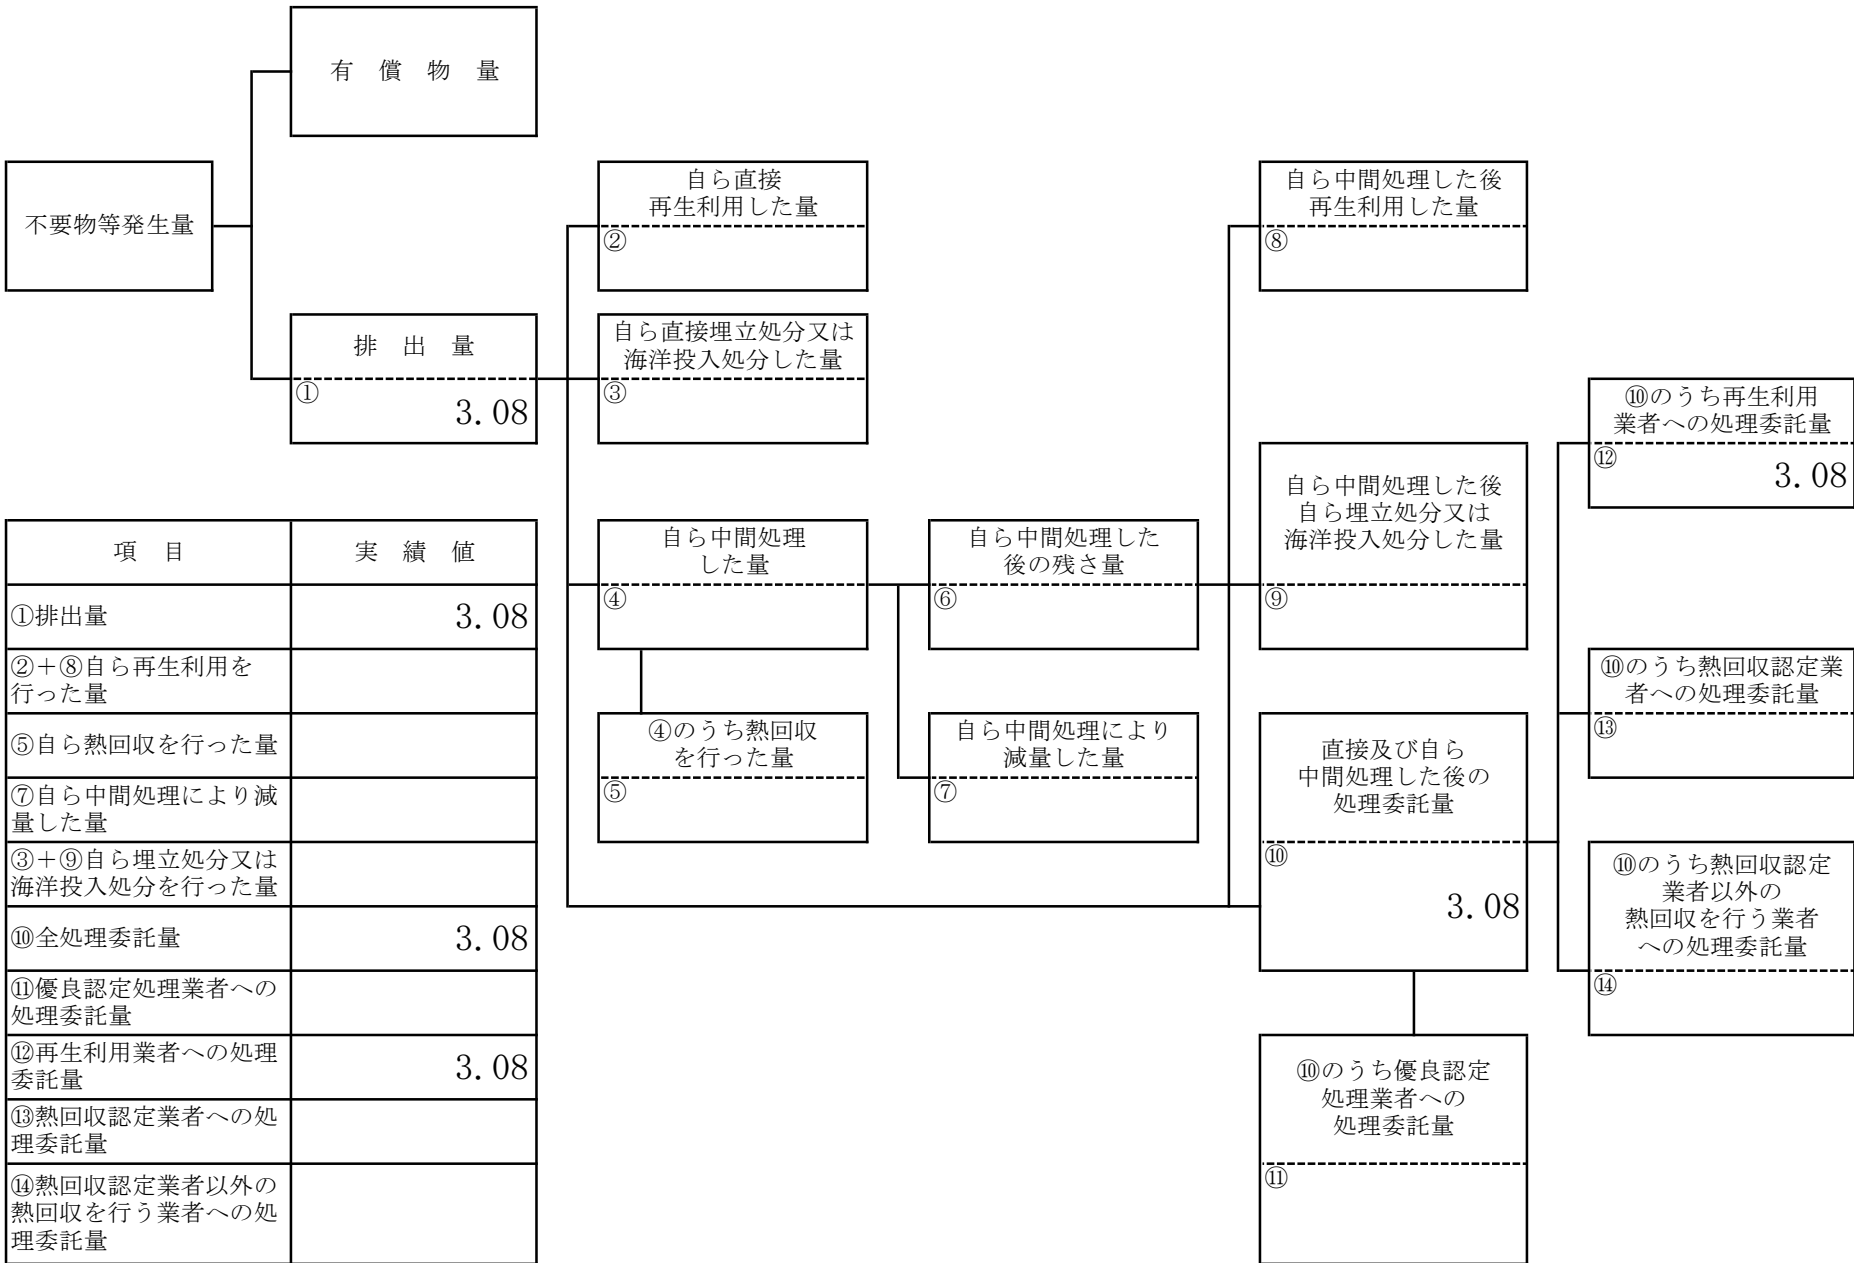 有 償 物 量
不要物等発生量
排 出 量
①
3.08
自ら直接
再生利用した量
②
自ら直接埋立処分又は
海洋投入処分した量
③
自ら中間処理
した量
④
④のうち熱回収
を行った量
⑤
自ら中間処理した
後の残さ量
⑥
自ら中間処理により
減量した量
⑦
自ら中間処理した後
再生利用した量
⑧
自ら中間処理した後
自ら埋立処分又は
海洋投入処分した量
⑨
直接及び自ら
中間処理した後の
処理委託量
⑩
3.08
⑩のうち優良認定
処理業者への
処理委託量
⑪
⑩のうち再生利用
業者への処理委託量
⑫
3.08
⑩のうち熱回収認定業
者への処理委託量
⑬
⑩のうち熱回収認定
業者以外の
熱回収を行う業者
への処理委託量
⑭
項 目 実 績 値
①排出量 3.08
②+⑧自ら再生利用を
行った量
⑤自ら熱回収を行った量
⑦自ら中間処理により減
量した量
③+⑨自ら埋立処分又は
海洋投入処分を行った量
⑩全処理委託量 3.08
⑪優良認定処理業者への
処理委託量
⑫再生利用業者への処理
委託量 3.08
⑬熱回収認定業者への処
理委託量
⑭熱回収認定業者以外の
熱回収を行う業者への処
理委託量